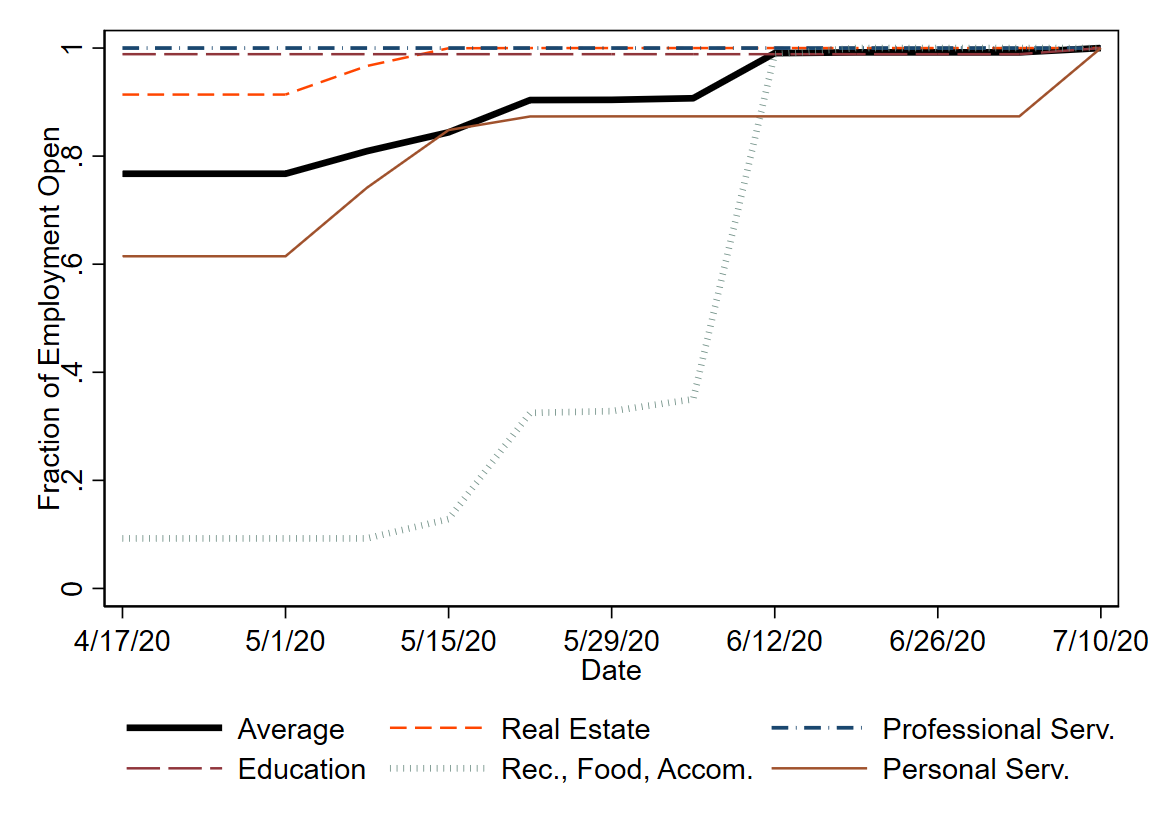 Fraction of Employment Open
1
.8
.6
.4
.2
0
4/17/20 5/1/20 5/15/20 5/29/20 6/12/20 6/26/20 7/10/20
Date
Average Real Estate Professional Serv.
Education Rec., Food, Accom. Personal Serv.